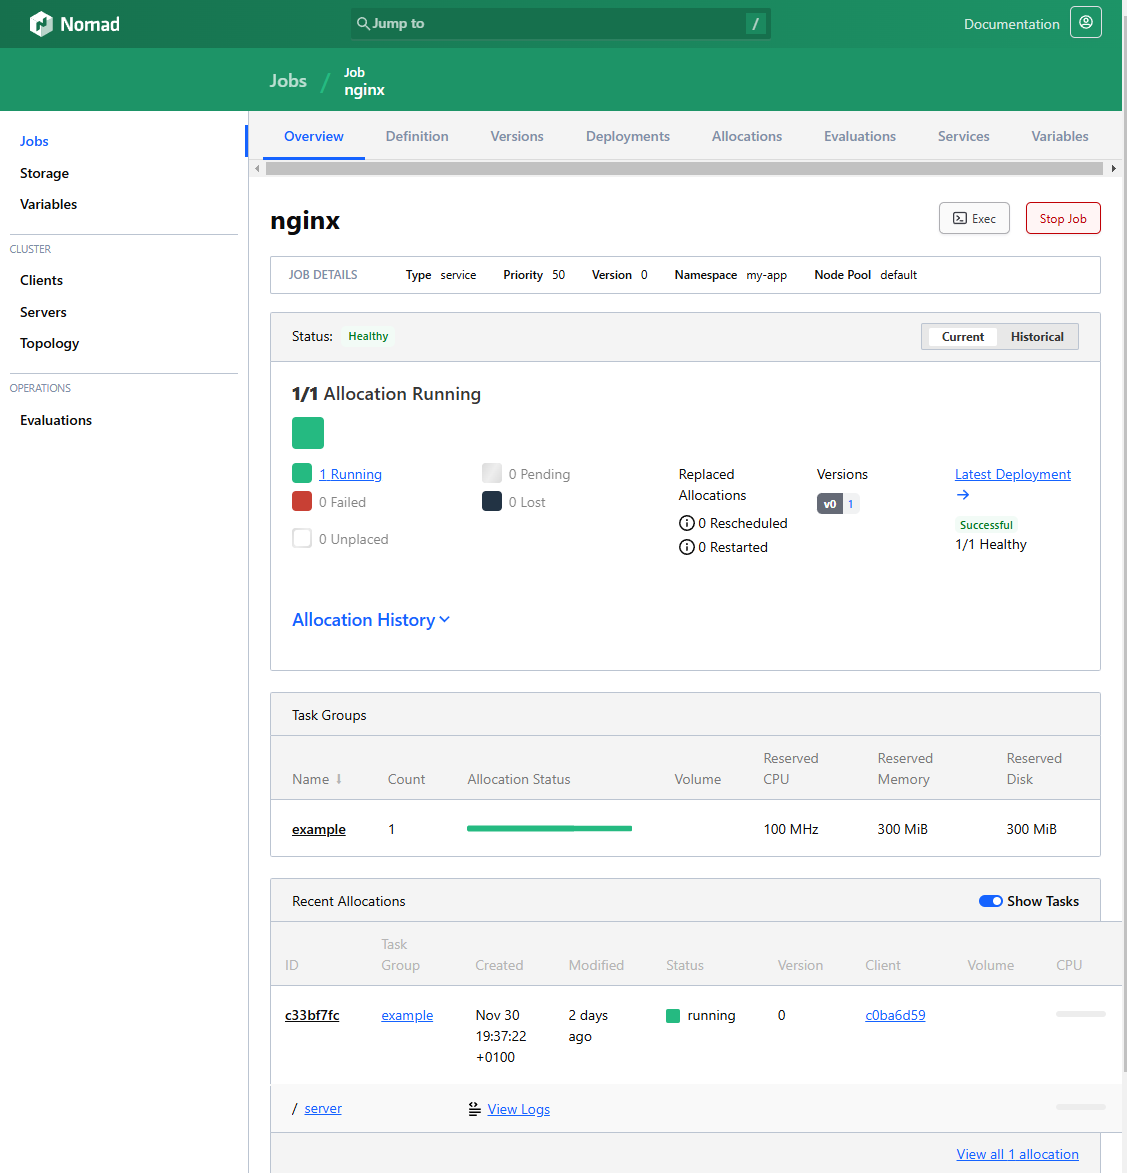 Nomad
Jump to
/
Documentation
Jobs
/
Job
nginx
Jobs
Storage
Variables
CLUSTER
Clients
Servers
Topology
OPERATIONS
Evaluations
Overview Definition Versions Deployments Allocations Evaluations Services Variables
nginx
Exec
Stop Job
JOB DETAILS Type service Priority 50 Version 0 Namespace my-app Node Pool default
Status: Healthy
Current Historical
1/1 Allocation Running
1 Running
0 Failed
0 Unplaced
0 Pending
0 Lost
Replaced
Allocations
0 Rescheduled
0 Restarted
Versions
v0 1
Latest Deployment
Successful
1/1 Healthy
Allocation History
Task Groups
Name Count Allocation Status Volume Reserved CPU Reserved Memory Reserved Disk
example 1 100 MHz 300 MiB 300 MiB
Recent Allocations
Show Tasks
ID Task Group Created Modified Status Version Client Volume CPU
c33bf7fc example Nov 30 19:37:22 +0100 2 days ago running 0 c0ba6d59
/ server View Logs
View all 1 allocation